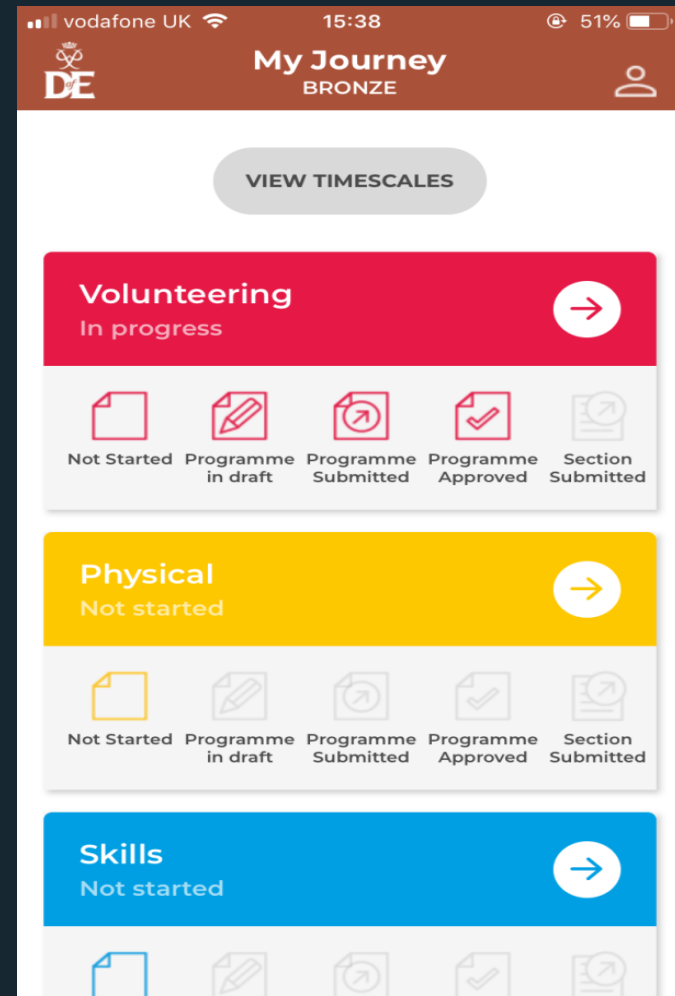 vodafone UK 15:38 51%
DofE My Journey
BRONZE
VIEW TIMESCALES
Volunteering
In progress
Not Started Programme Programme Programme Section
in draft Submitted Approved Submitted
Physical
Not started
Not Started Programme Programme Programme Section
in draft Submitted Approved Submitted
Skills
Not started